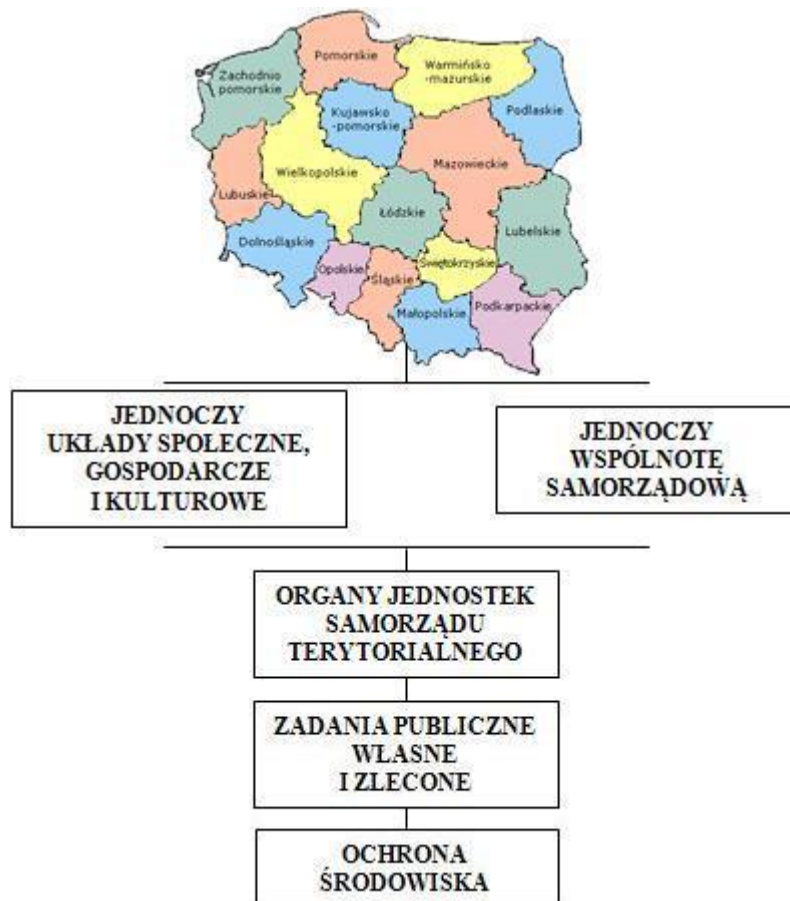 Pomorskie
Zachodnio
pomorskie
Warmińsko
-mazurskie
Podlaskie
Kujawsko
-pomorskie
Mazowieckie
Wielkopolskie
Lubuskie
Łódzkie
Lubelskie
Dolnośląskie
Opolskie
Śląskie
Świętokrzyskie
Małopolskie
Podkarpackie
JEDNOCZY
UKŁADY SPOŁECZNE,
GOSPODARCZE
I KULTUROWE
JEDNOCZY
WSPÓLNOTĘ
SAMORZĄDOWĄ
ORGANY JEDNOSTEK
SAMORZĄDU
TERYTORIALNEGO
ZADANIA PUBLICZNE
WŁASNE
I ZLECONE
OCHRONA
ŚRODOWISKA